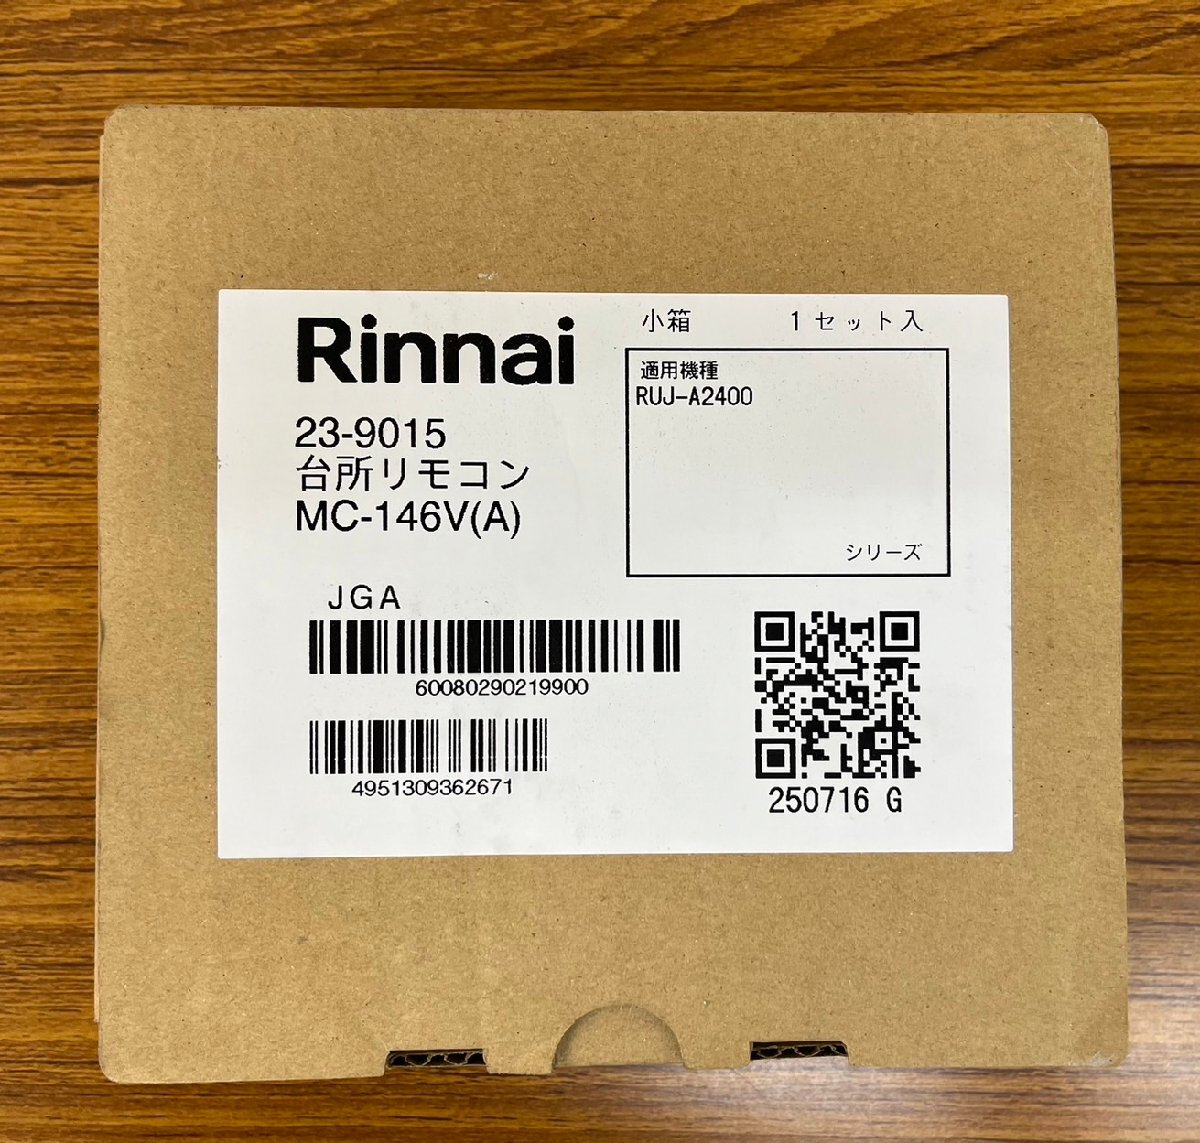 Rinnai
23-9015
台所リモコン
MC-146V(A)
小箱 1セット入
適用機種
RUJ-A2400
シリーズ
JGA
60080290219900
4951309362671
250716 G